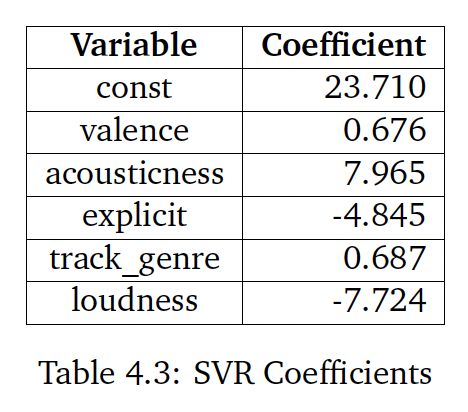 Variable Coefficient
const 23.710
valence 0.676
acousticness 7.965
explicit -4.845
track_genre 0.687
loudness -7.724
Table 4.3: SVR Coefficients